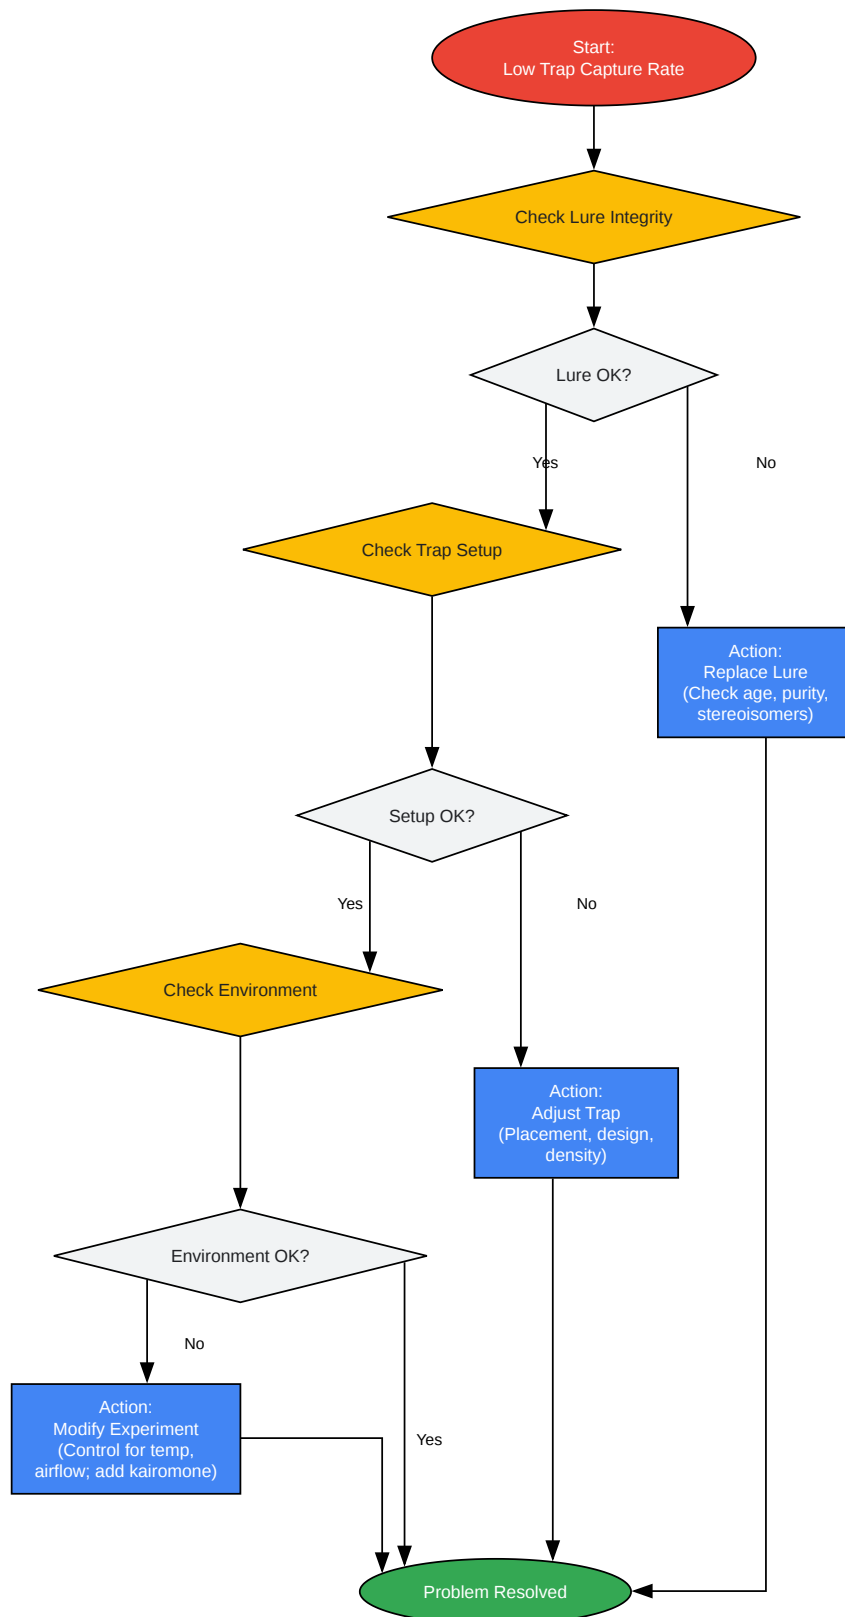 Start:
Low Trap Capture Rate
Check Lure Integrity
Lure OK?
Yes
No
Check Trap Setup
Action:
Replace Lure
(Check age, purity,
stereoisomers)
Setup OK?
Yes
No
Check Environment
Action:
Adjust Trap
(Placement, design,
density)
Environment OK?
No
Action:
Modify Experiment
(Control for temp,
airflow; add kairomone)
Yes
Problem Resolved